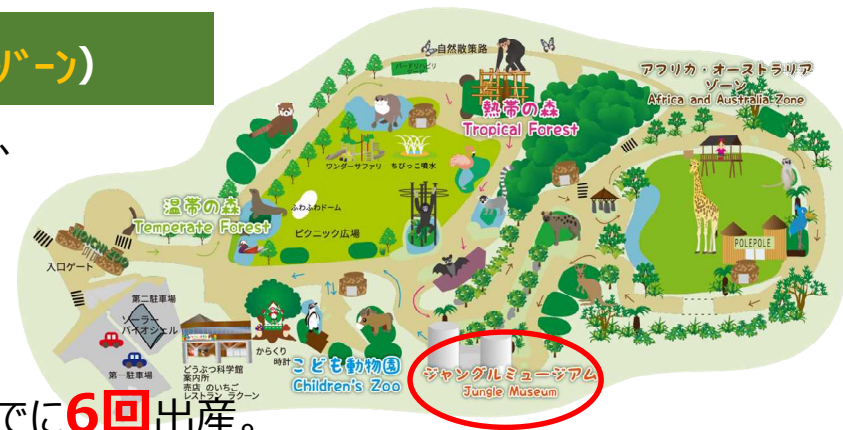 ｿﾞｰﾝ）
、
自然散策路
アフリカ・オーストラリア
ゾーン
Africa and Australia Zone
熱帯の森
Tropical Forest
ワンダーサファリ
ちびっこ噴水
温帯の森
Temperate Forest
ふわふわドーム
ピクニック広場
POLEPOLE
入口ゲート
第二駐車場
ソーラー
バイオジェル
第一駐車場
からくり
時計
どうぶつ科学館
案内所
売店 のいちご
レストラン ラクーン
こども動物園
Children's Zoo
ジャングルミュージアム
Jungle Museum
でに6回出産。